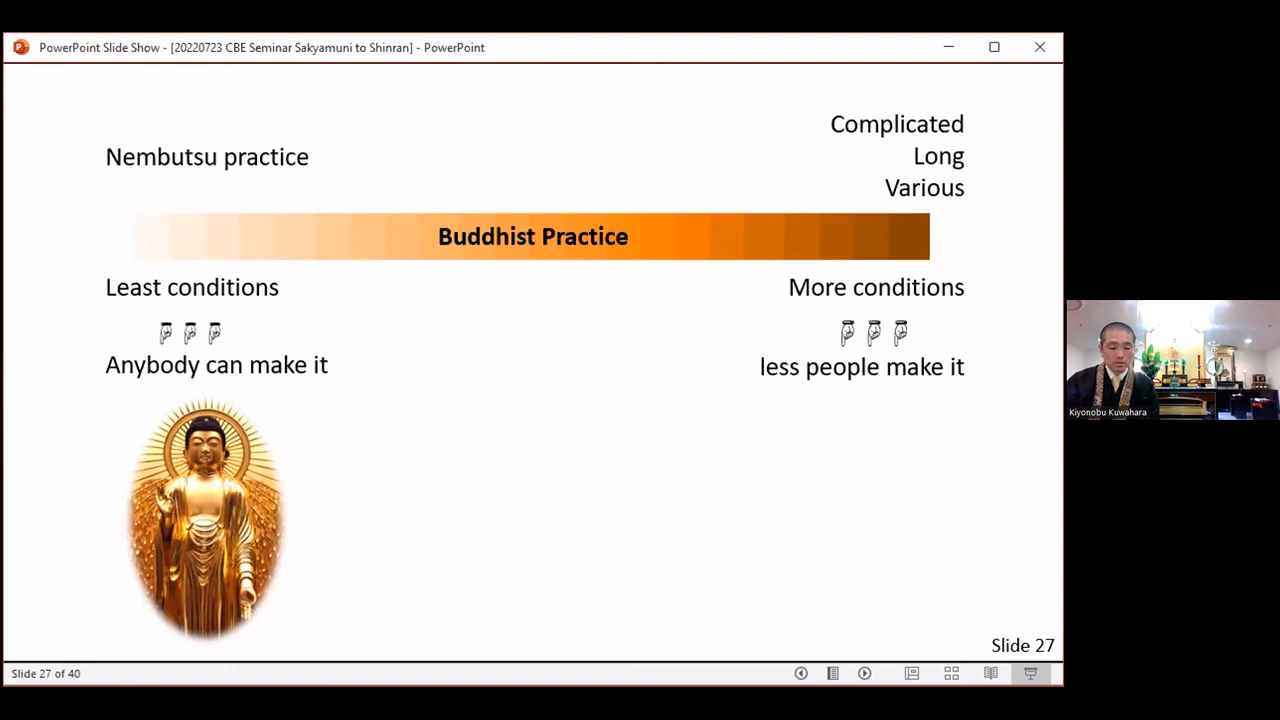 PowerPoint Slide Show - [20220723 CBE Seminar Sakyamuni to Shinran] - PowerPoint
Complicated
Nembutsu practice
Long
Various
Buddhist Practice
Least conditions
More conditions
Anybody can make it
less people make it
Kiyonobu Kuwahara
Slide 27
Slide 27 of 40